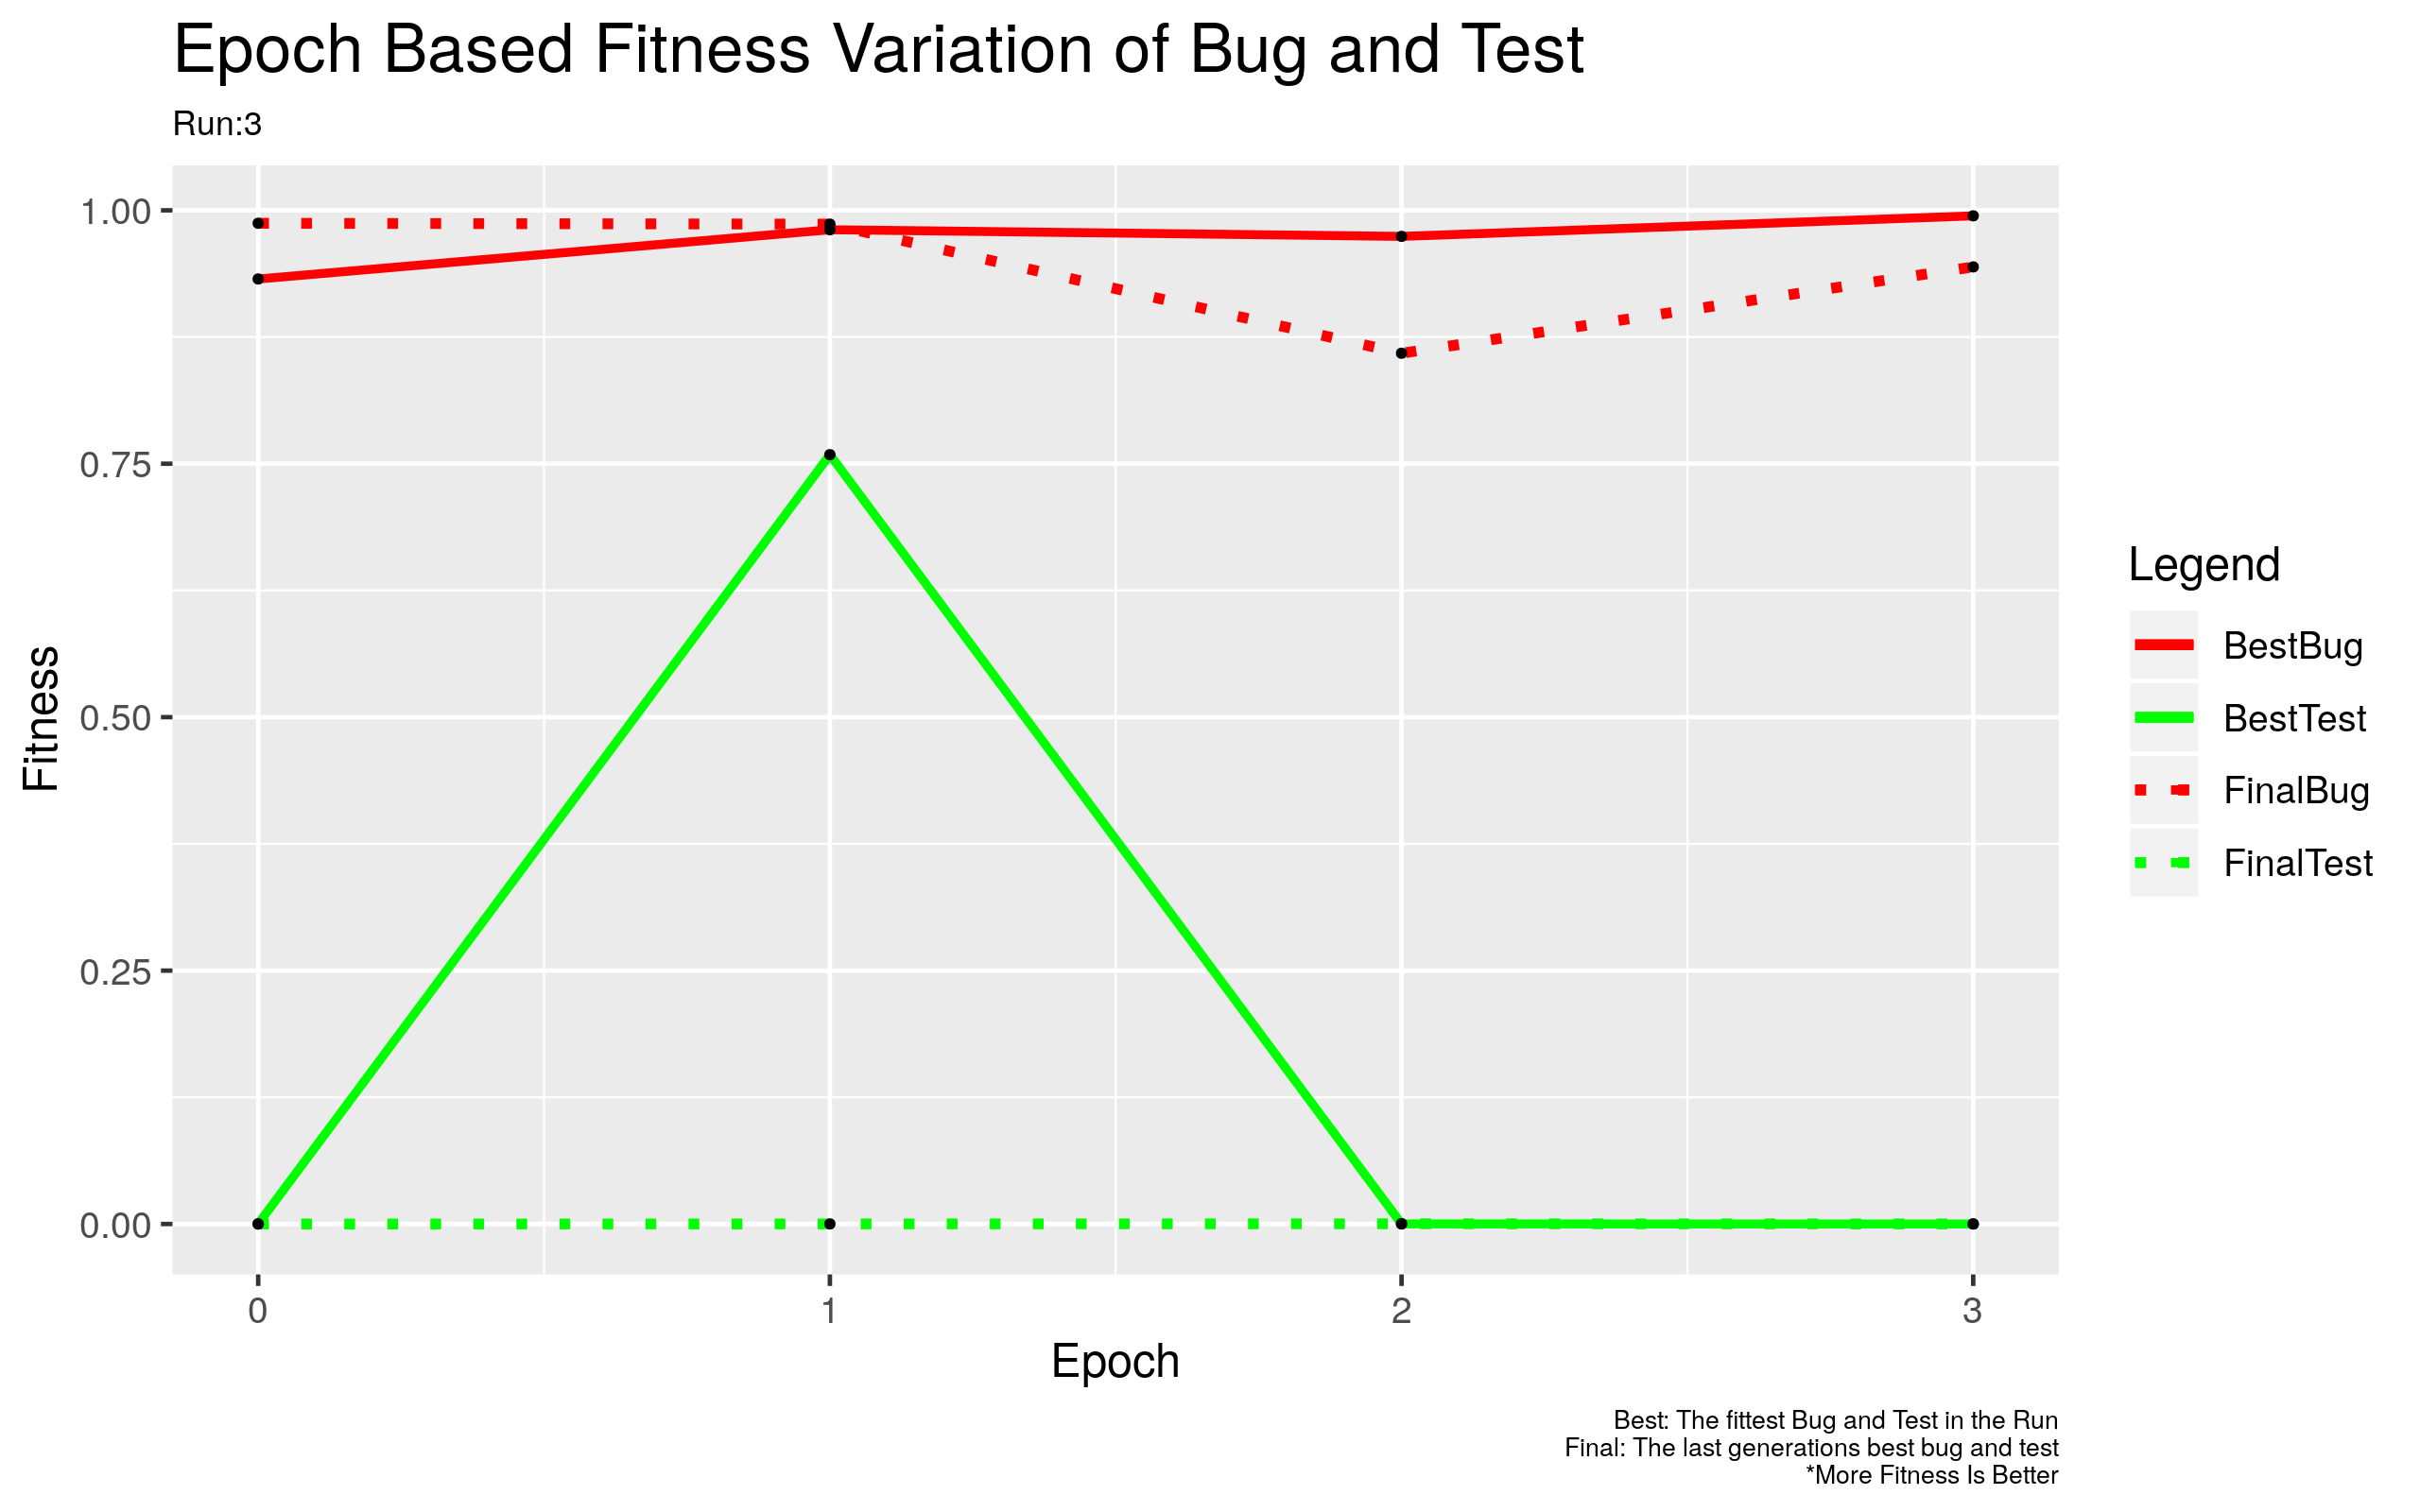 Epoch Based Fitness Variation of Bug and Test
Run:3
1.00
0.75
0.50
0.25
0.00
Fitness
0 1 2 3
Epoch
Legend
BestBug
BestTest
FinalBug
FinalTest
Best: The fittest Bug and Test in the Run
Final: The last generations best bug and test
*More Fitness Is Better